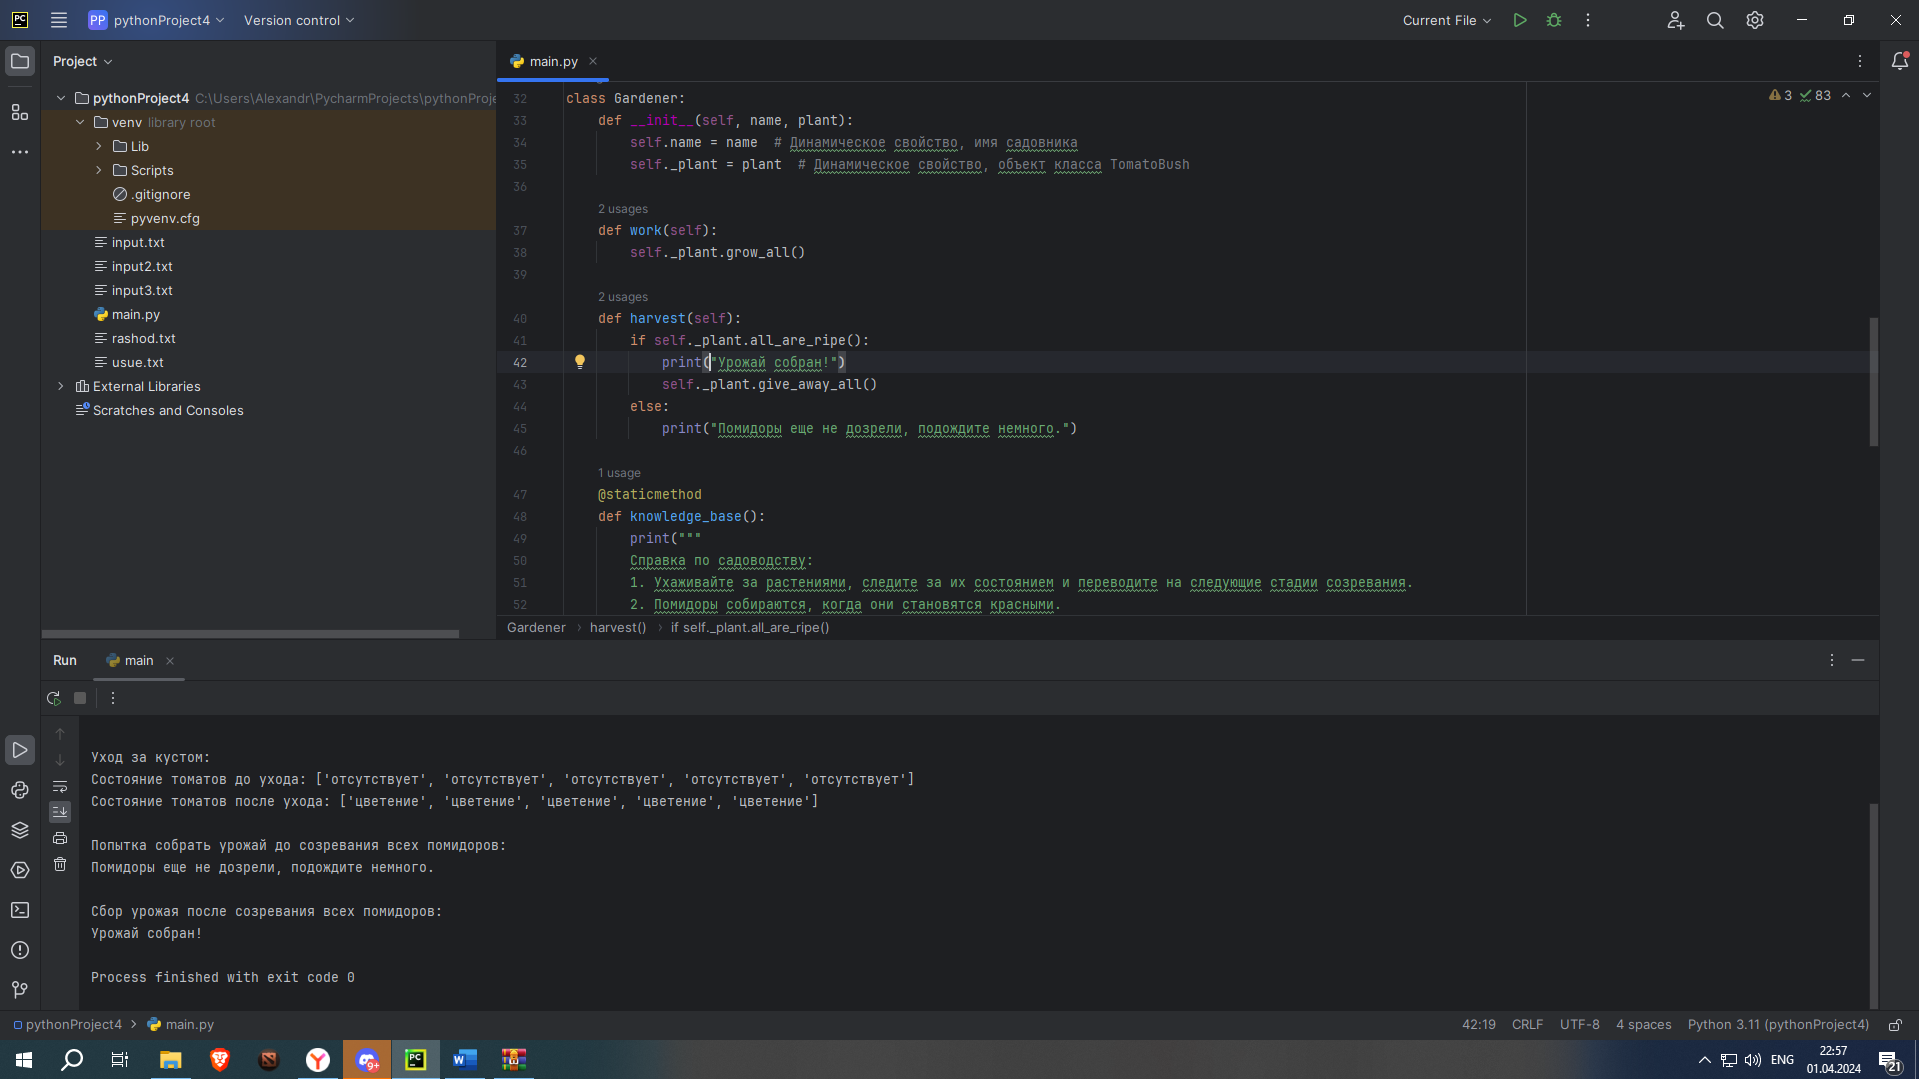 PC PP pythonProject4 Version control Current File
Project
pythonProject4 C:\Users\Alexandr\PycharmProjects\pythonProje
venv library root
Lib
Scripts
.gitignore
pyvenv.cfg
input.txt
input2.txt
input3.txt
main.py
rashod.txt
usue.txt
External Libraries
Scratches and Consoles
main.py
3 83
32 class Gardener:
33 def __init__(self, name, plant):
34 self.name = name # Динамическое свойство, имя садовника
35 self._plant = plant # Динамическое свойство, объект класса TomatoBush
36
2 usages
37 def work(self):
38 self._plant.grow_all()
39
2 usages
40 def harvest(self):
41 if self._plant.all_are_ripe():
42 print("Урожай собран!")
43 self._plant.give_away_all()
44 else:
45 print("Помидоры еще не дозрели, подождите немного.")
46
1 usage
47 @staticmethod
48 def knowledge_base():
49 print("""
50 Справка по садоводству:
51 1. Ухаживайте за растениями, следите за их состоянием и переводите на следующие стадии созревания.
52 2. Помидоры собираются, когда они становятся красными.
Gardener › harvest() › if self._plant.all_are_ripe()
Run main
Уход за кустом:
Состояние томатов до ухода: ['отсутствует', 'отсутствует', 'отсутствует', 'отсутствует', 'отсутствует']
Состояние томатов после ухода: ['цветение', 'цветение', 'цветение', 'цветение', 'цветение']
Попытка собрать урожай до созревания всех помидоров:
Помидоры еще не дозрели, подождите немного.
Сбор урожая после созревания всех помидоров:
Урожай собран!
Process finished with exit code 0
pythonProject4 › main.py 42:19 CRLF UTF-8 4 spaces Python 3.11 (pythonProject4)
9+ PC W ENG 22:57
01.04.2024 21